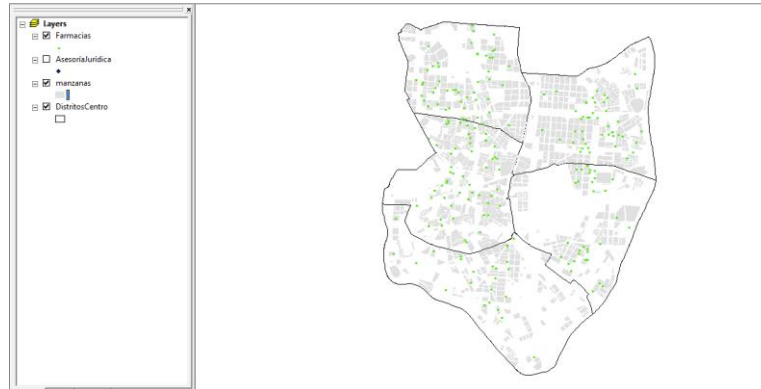 Layers
Farmacias
AsesoríaJurídica
manzanas
DistritosCentro